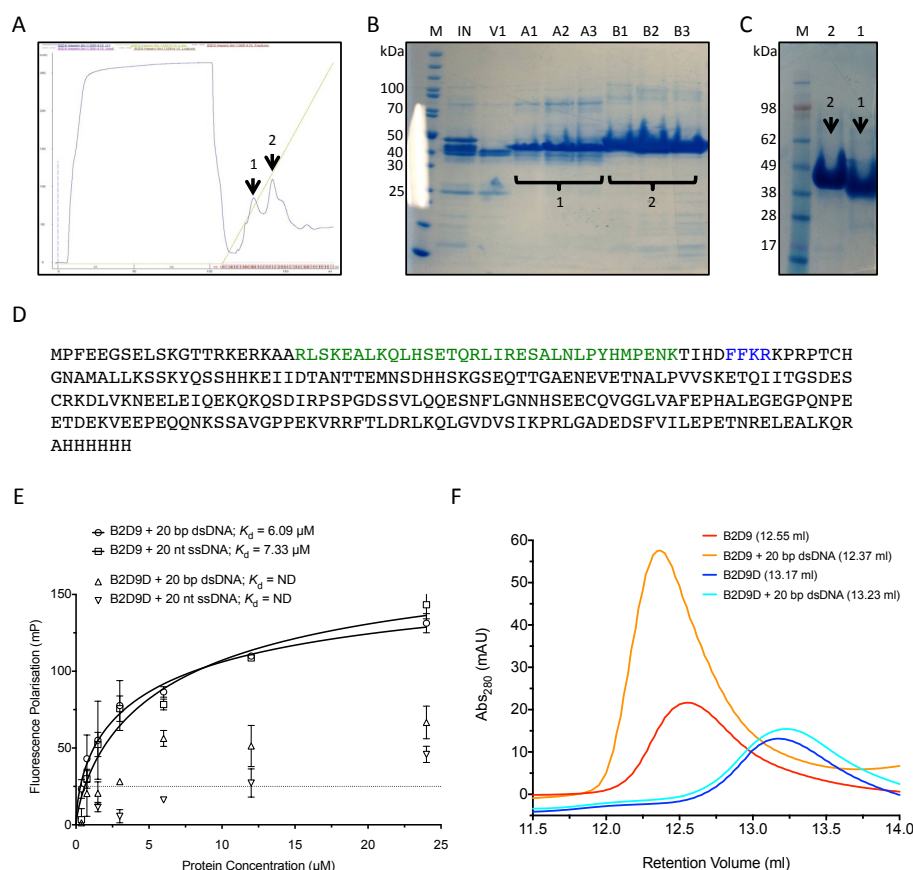 A
B
C
D
E
F
1
2
kDa
M IN V1 A1 A2 A3 B1 B2 B3
100
70
50
40
25
1
2
kDa
M 2 1
98
62
49
38
28
17
MPFEEGSELSKGTTRKERKAARLSKEALKQLHSETQRLIRESALNLPYHMPENKTIHDFFKRKPRPTCH
GNAMALLKSSKYQSSHHKEIIDTANTTEMNSDHHSKGSEQTTGAENEVETNALPVVSKETQIITGSDES
CRKDLVKNEELEIQEKQKQSDIRPSPGDSSVLQQESNFLGNNHSEECQVGGLVAFEPHALEGEGPQNPE
ETDEKVEEPEQQNKSSAVGPPEKVRRFTLDRLKQLGVDVSIKPRLGADEDSFVILEPETNRELEALKQR
AHHHHHH
B2D9 + 20 bp dsDNA; Kd = 6.09 µM
B2D9 + 20 nt ssDNA; Kd = 7.33 µM
B2D9D + 20 bp dsDNA; Kd = ND
B2D9D + 20 nt ssDNA; Kd = ND
Fluorescence Polarisation (mP)
150
100
50
0
0 5 10 15 20 25
Protein Concentration (µM)
B2D9 (12.55 ml)
B2D9 + 20 bp dsDNA (12.37 ml)
B2D9D (13.17 ml)
B2D9D + 20 bp dsDNA (13.23 ml)
Abs280 (mAU)
60
50
40
30
20
10
0
11.5 12.0 12.5 13.0 13.5 14.0
Retention Volume (ml)